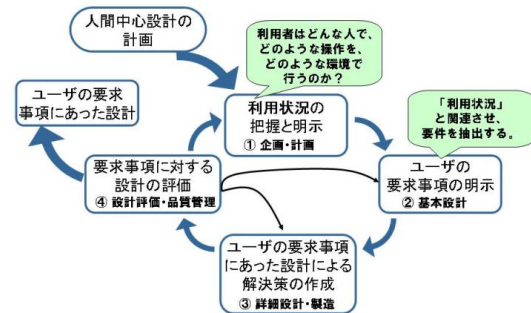 人間中心設計の
計画
利用者はどんな人で、
どのような操作を、
どのような環境で
行うのか？
ユーザの要求
事項にあった設計
利用状況の
把握と明示
① 企画・計画
「利用状況」
と関連させ、
要件を抽出する。
要求事項に対する
設計の評価
④ 設計評価・品質管理
ユーザの
要求事項の明示
② 基本設計
ユーザの要求事項
にあった設計による
解決策の作成
③ 詳細設計・製造